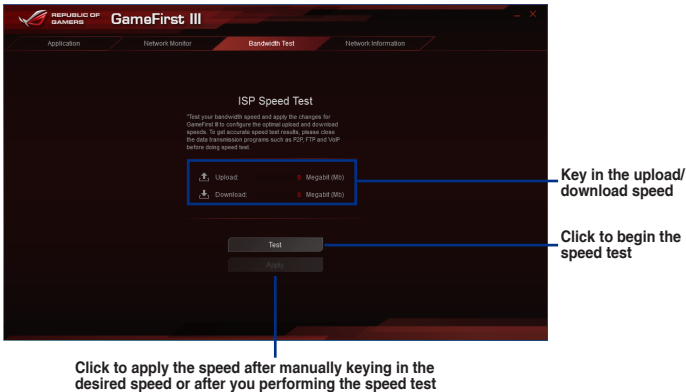 REPUBLIC OF
GAMERS
GameFirst III
Application Network Monitor Bandwidth Test Network Information
ISP Speed Test
*Test your bandwidth speed and apply the changes for
GameFirst III to configure the optimal upload and download
speeds. To get accurate speed test results, please close
the data transmission programs such as P2P, FTP and VoIP
before doing speed test.
Upload: 0 Megabit (Mb)
Download: 0 Megabit (Mb)
Test
Apply
Key in the upload/
download speed
Click to begin the
speed test
Click to apply the speed after manually keying in the
desired speed or after you performing the speed test